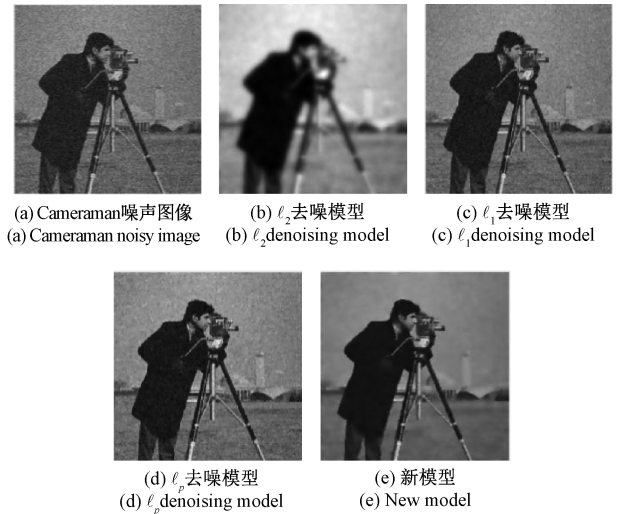 (a) Cameraman噪声图像
(a) Cameraman noisy image
(b) ℓ2去噪模型
(b) ℓ2denoising model
(c) ℓ1去噪模型
(c) ℓ1denoising model
(d) ℓp去噪模型
(d) ℓpdenoising model
(e) 新模型
(e) New model